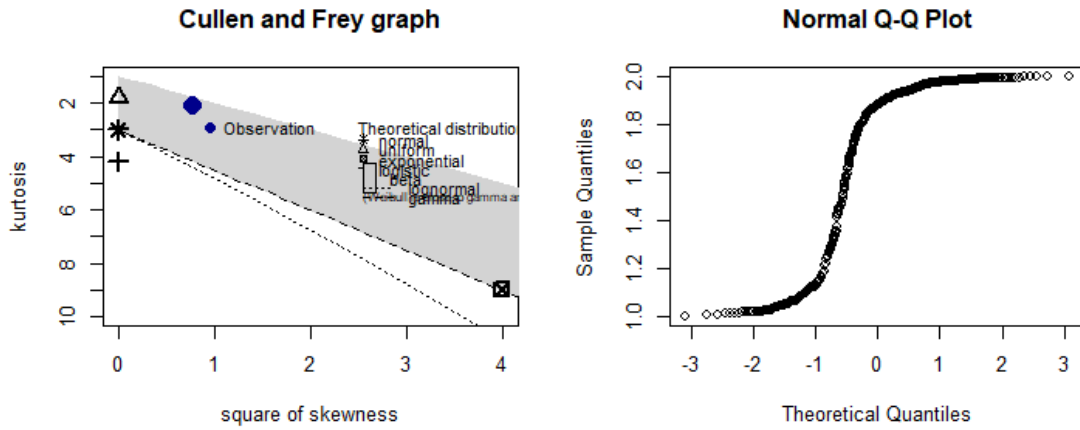 Cullen and Frey graph
kurtosis
2
4
6
8
10
Observation
Theoretical distribution
normal
uniform
exponential
logistic
beta
lognormal
gamma
0 1 2 3 4
square of skewness
Normal Q-Q Plot
Sample Quantiles
2.0
1.8
1.6
1.4
1.2
1.0
-3 -2 -1 0 1 2 3
Theoretical Quantiles